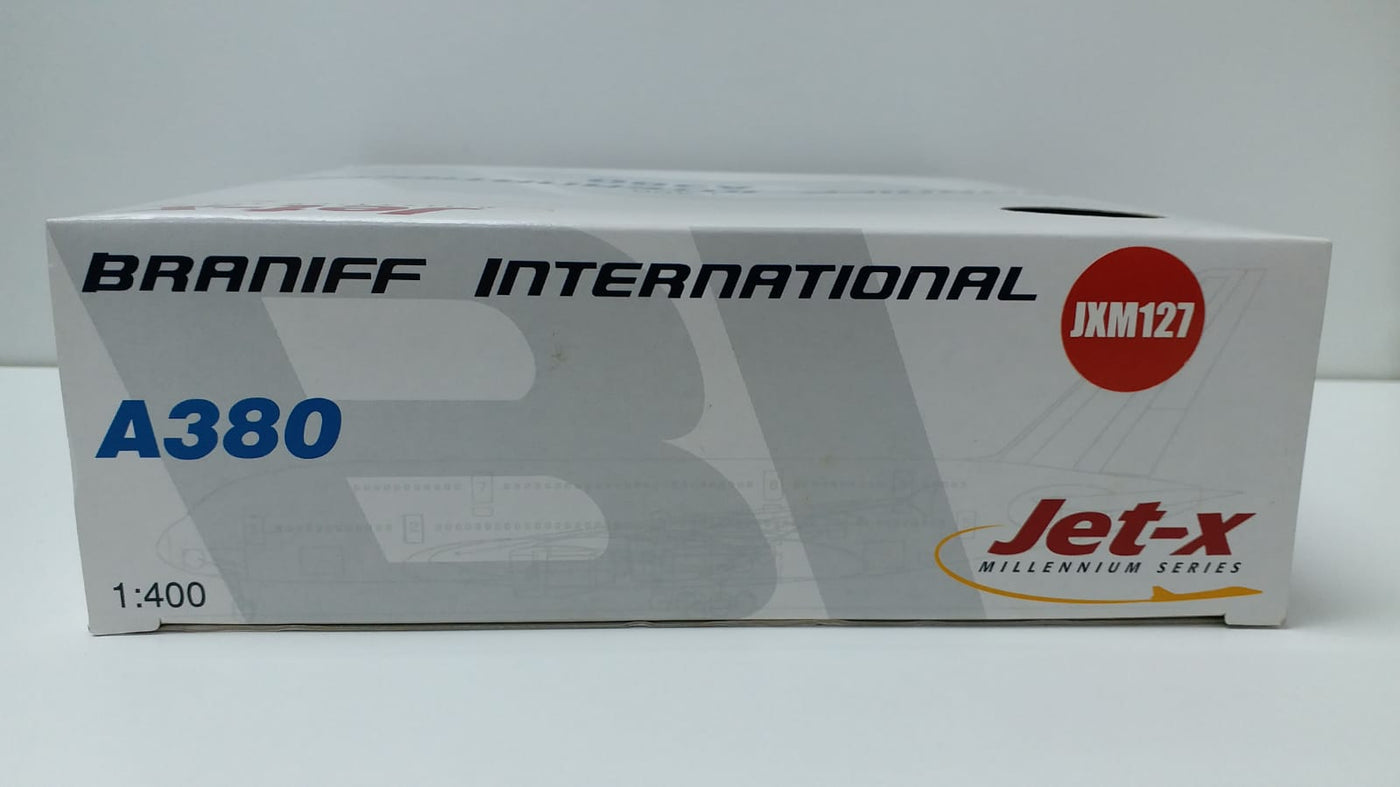 BRANIFF INTERNATIONAL
JXM127
A380
Jet-x
MILLENNIUM SERIES
1:400